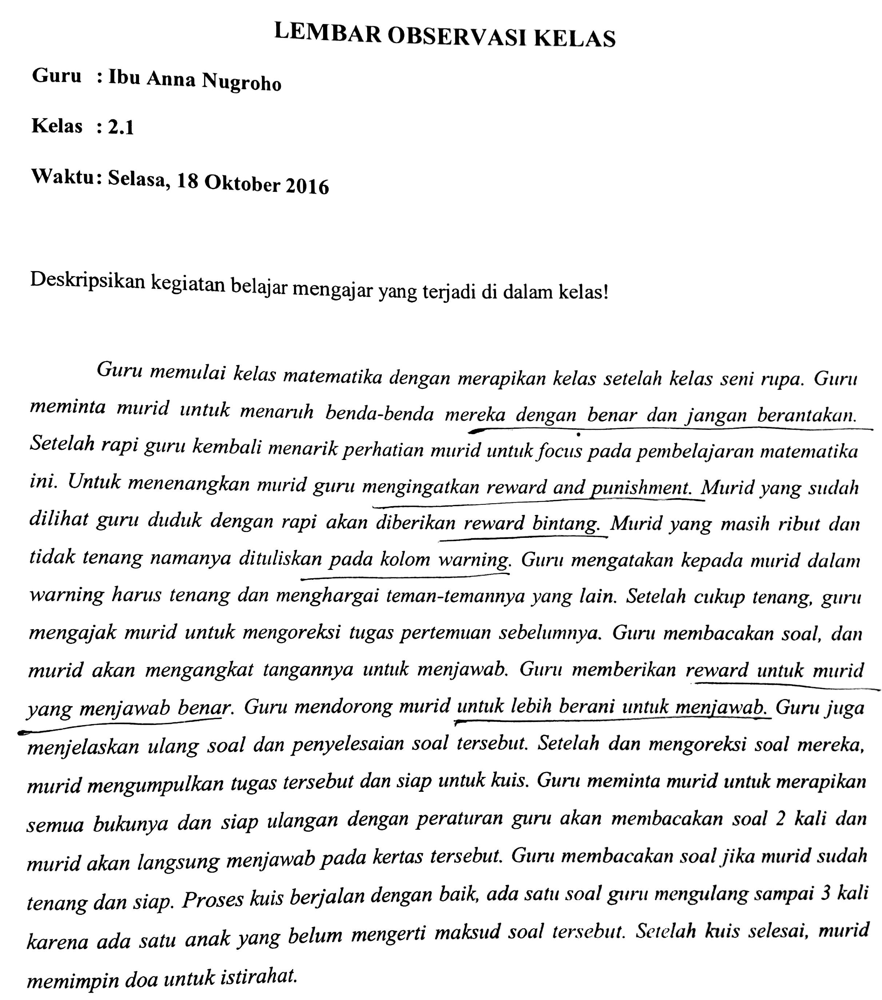 LEMBAR OBSERVASI KELAS
Guru : Ibu Anna Nugroho
Kelas : 2.1
Waktu: Selasa, 18 Oktober 2016
Deskripsikan kegiatan belajar mengajar yang terjadi di dalam kelas!
Guru memulai kelas matematika dengan merapikan kelas setelah kelas seni rupa. Guru
meminta murid untuk menaruh benda-benda mereka dengan benar dan jangan berantakan.
Setelah rapi guru kembali menarik perhatian murid untuk focus pada pembelajaran matematika
ini. Untuk menenangkan murid guru mengingatkan reward and punishment. Murid yang sudah
dilihat guru duduk dengan rapi akan diberikan reward bintang. Murid yang masih ribut dan
tidak tenang namanya dituliskan pada kolom warning. Guru mengatakan kepada murid dalam
warning harus tenang dan menghargai teman-temannya yang lain. Setelah cukup tenang, guru
mengajak murid untuk mengoreksi tugas pertemuan sebelumnya. Guru membacakan soal, dan
murid akan mengangkat tangannya untuk menjawab. Guru memberikan reward untuk murid
yang menjawab benar. Guru mendorong murid untuk lebih berani untuk menjawab. Guru juga
menjelaskan ulang soal dan penyelesaian soal tersebut. Setelah dan mengoreksi soal mereka,
murid mengumpulkan tugas tersebut dan siap untuk kuis. Guru meminta murid untuk merapikan
semua bukunya dan siap ulangan dengan peraturan guru akan membacakan soal 2 kali dan
murid akan langsung menjawab pada kertas tersebut. Guru membacakan soal jika murid sudah
tenang dan siap. Proses kuis berjalan dengan baik, ada satu soal guru mengulang sampai 3 kali
karena ada satu anak yang belum mengerti maksud soal tersebut. Setelah kuis selesai, murid
memimpin doa untuk istirahat.